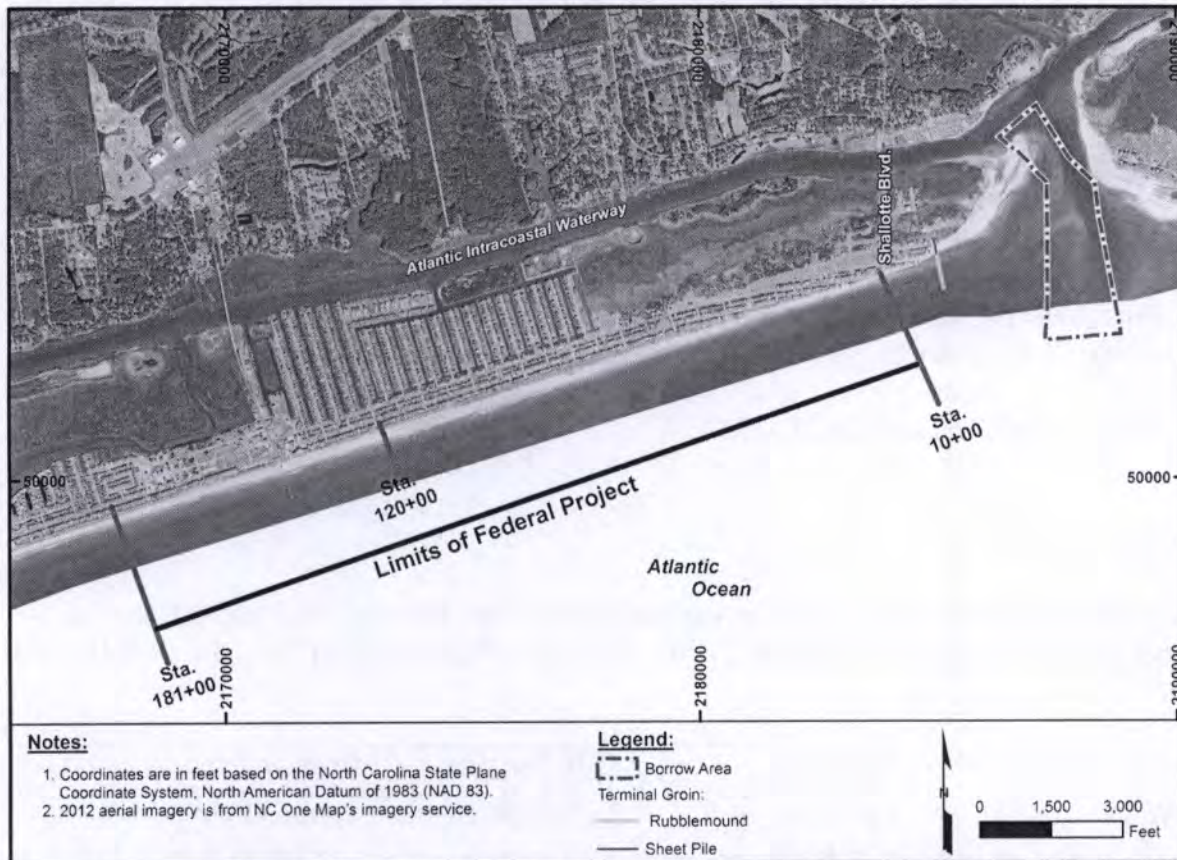 2170000
2180000
2190000
Shallotte Blvd.
Atlantic Intracoastal Waterway
50000
50000
Sta.
10+00
Sta.
120+00
Limits of Federal Project
Atlantic
Ocean
Sta.
181+00
2170000
2180000
2190000
Notes:
1. Coordinates are in feet based on the North Carolina State Plane
Coordinate System, North American Datum of 1983 (NAD 83).
2. 2012 aerial imagery is from NC One Map's imagery service.
Legend:
Borrow Area
Terminal Groin:
Rubblemound
Sheet Pile
N
0 1,500 3,000
Feet